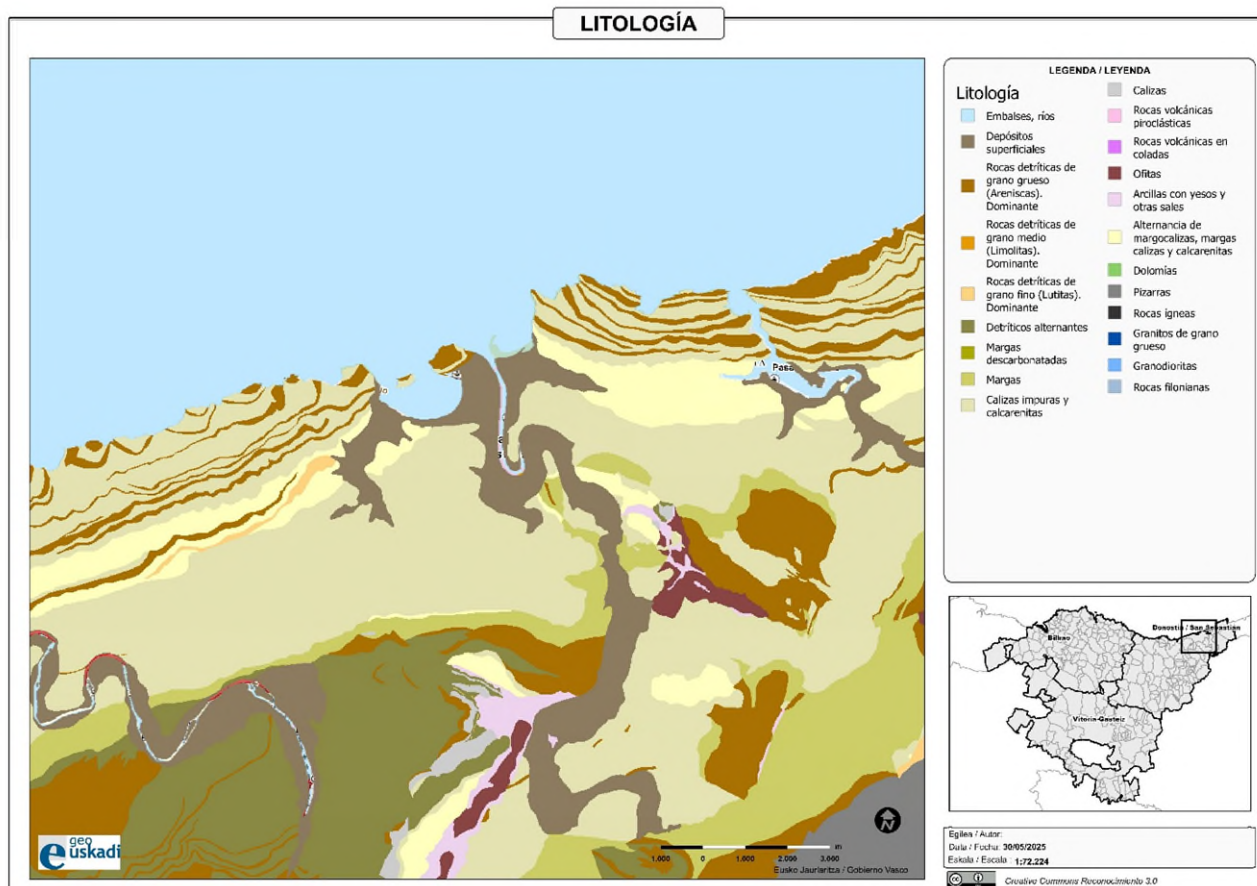 LITOLOGÍA
Pasa
1.000 0 1.000 2.000 3.000 m
Eusko Jaurlaritza / Gobierno Vasco
geo
euskadi
N
LEGENDA / LEYENDA
Litología
Embalses, ríos
Depósitos
superficiales
Rocas detríticas de
grano grueso
(Areniscas).
Dominante
Rocas detríticas de
grano medio
(Limolitas).
Dominante
Rocas detríticas de
grano fino (Lutitas).
Dominante
Detríticos alternantes
Margas
descarbonatadas
Margas
Calizas impuras y
calcarenitas
Calizas
Rocas volcánicas
piroclásticas
Rocas volcánicas en
coladas
Ofitas
Arcillas con yesos y
otras sales
Alternancia de
margocalizas, margas
calizas y calcarenitas
Dolomías
Pizarras
Rocas igneas
Granitos de grano
grueso
Granodioritas
Rocas filonianas
Bilbao
Donostia / San Sebastián
Vitoria-Gasteiz
Egilea / Autor:
Data / Fecha: 30/05/2025
Eskala / Escala : 1:72.224
cc
Creative Commons Reconocimiento 3.0